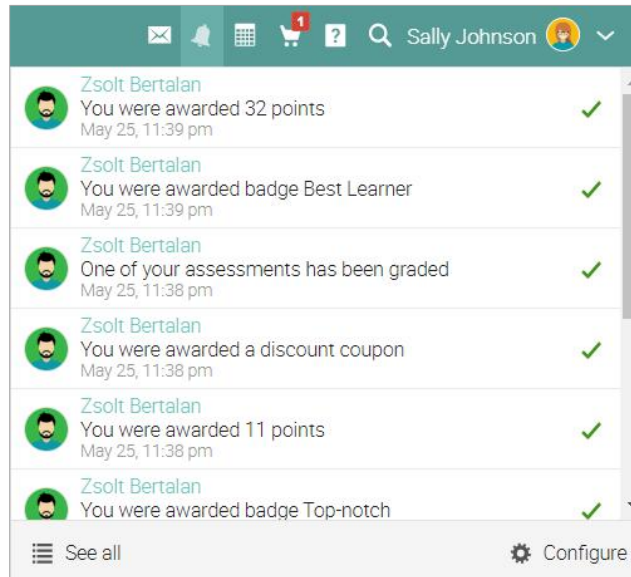 1
? Sally Johnson
Zsolt Bertalan
You were awarded 32 points
May 25, 11:39 pm
Zsolt Bertalan
You were awarded badge Best Learner
May 25, 11:39 pm
Zsolt Bertalan
One of your assessments has been graded
May 25, 11:38 pm
Zsolt Bertalan
You were awarded a discount coupon
May 25, 11:38 pm
Zsolt Bertalan
You were awarded 11 points
May 25, 11:38 pm
Zsolt Bertalan
You were awarded badge Top-notch
See all
Configure